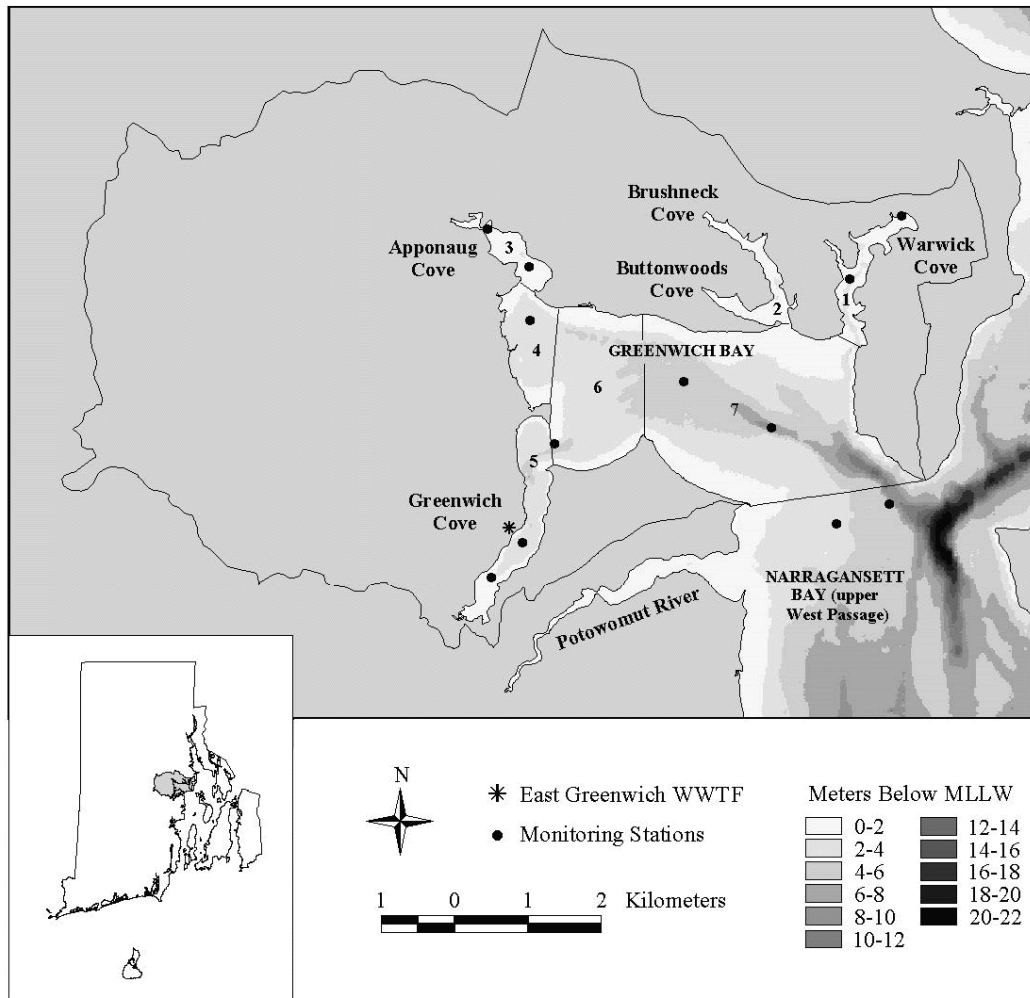 Brushneck
Cove
Apponaug
Cove
3
Buttonwoods
Cove
Warwick
Cove
2
1
4
GREENWICH BAY
6
7
5
Greenwich
Cove
NARRAGANSETT
BAY (upper
West Passage)
Potowomut River
N
East Greenwich WWTF
Monitoring Stations
1 0 1 2 Kilometers
Meters Below MLLW
0-2
2-4
4-6
6-8
8-10
10-12
12-14
14-16
16-18
18-20
20-22